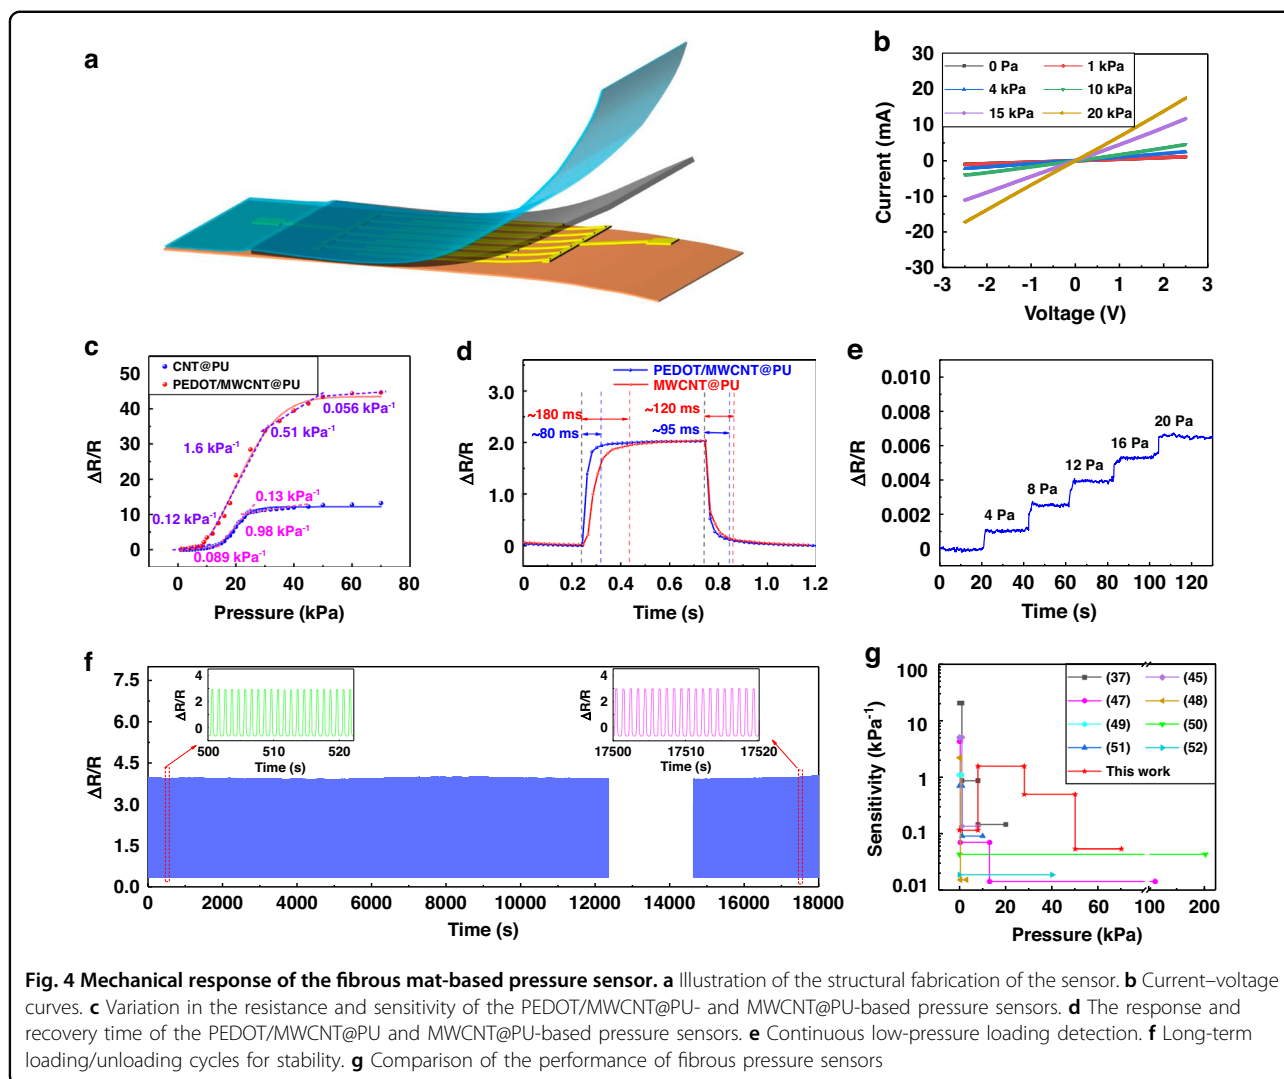 a
b
30
20
10
0
-10
-20
-30
Current (mA)
0 Pa
1 kPa
4 kPa
10 kPa
15 kPa
20 kPa
-3 -2 -1 0 1 2 3
Voltage (V)
c
50
40
30
20
10
0
ΔR/R
CNT@PU
PEDOT/MWCNT@PU
0.056 kPa⁻¹
0.51 kPa⁻¹
1.6 kPa⁻¹
0.13 kPa⁻¹
0.12 kPa⁻¹
0.98 kPa⁻¹
0.089 kPa⁻¹
0 20 40 60 80
Pressure (kPa)
d
3.0
2.0
1.0
0
ΔR/R
PEDOT/MWCNT@PU
MWCNT@PU
~180 ms
~120 ms
~80 ms
~95 ms
0 0.2 0.4 0.6 0.8 1.0 1.2
Time (s)
e
0.010
0.008
0.006
0.004
0.002
0
ΔR/R
20 Pa
16 Pa
12 Pa
8 Pa
4 Pa
0 20 40 60 80 100 120
Time (s)
f
7.5
6.0
4.5
3.0
1.5
0.0
ΔR/R
4
2
0
ΔR/R
500 510 520
Time (s)
4
2
0
ΔR/R
17500 17510 17520
Time (s)
0 2000 4000 6000 8000 10000 12000 14000 16000 18000
Time (s)
g
100
10
1
0.1
0.01
Sensitivity (kPa⁻¹)
(37)
(45)
(47)
(48)
(49)
(50)
(51)
(52)
This work
0 20 40 60 80 100 200
Pressure (kPa)
Fig. 4 Mechanical response of the fibrous mat-based pressure sensor. a Illustration of the structural fabrication of the sensor. b Current–voltage
curves. c Variation in the resistance and sensitivity of the PEDOT/MWCNT@PU- and MWCNT@PU-based pressure sensors. d The response and
recovery time of the PEDOT/MWCNT@PU and MWCNT@PU-based pressure sensors. e Continuous low-pressure loading detection. f Long-term
loading/unloading cycles for stability. g Comparison of the performance of fibrous pressure sensors